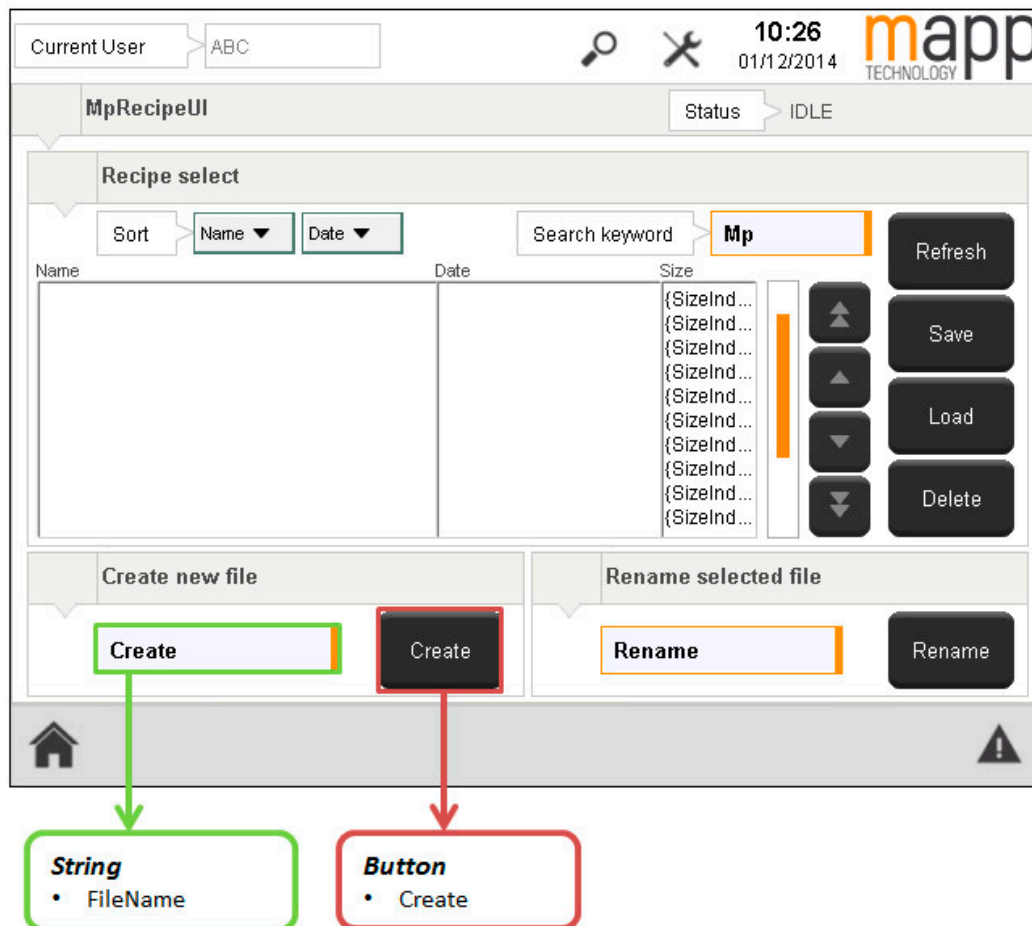 Current User ABC 10:26
01/12/2014
mapp
TECHNOLOGY
MpRecipeUI Status IDLE
Recipe select
Sort Name ▼ Date ▼ Search keyword Mp Refresh
Name Date Size
{SizeInd...
{SizeInd...
{SizeInd...
{SizeInd...
{SizeInd...
{SizeInd...
{SizeInd...
{SizeInd...
{SizeInd...
{SizeInd...
Save
Load
Delete
Create new file Rename selected file
Create Create Rename Rename
String
• FileName
Button
• Create